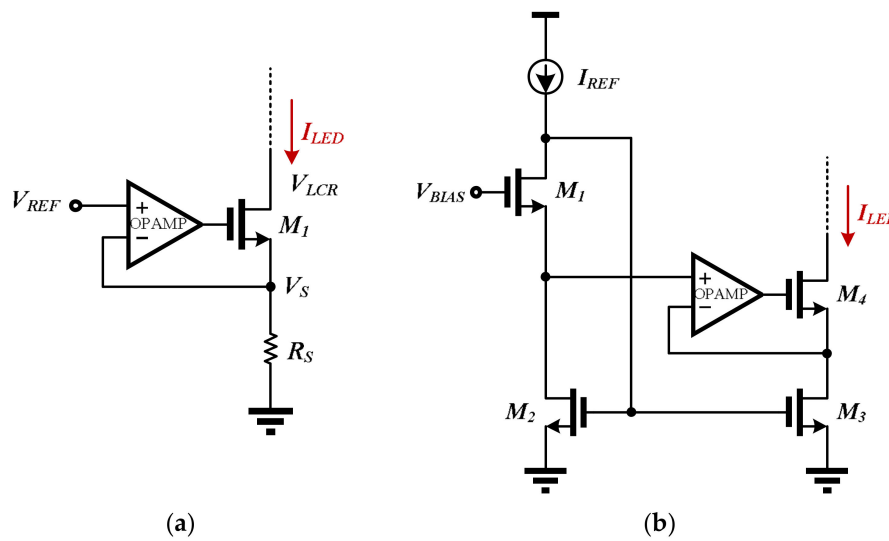 I_REF
I_LED
V_LCR
V_REF
+
OPAMP
−
M_1
V_S
R_S
V_BIAS
M_1
I_LED
+
OPAMP
−
M_4
M_2
M_3
(a)
(b)